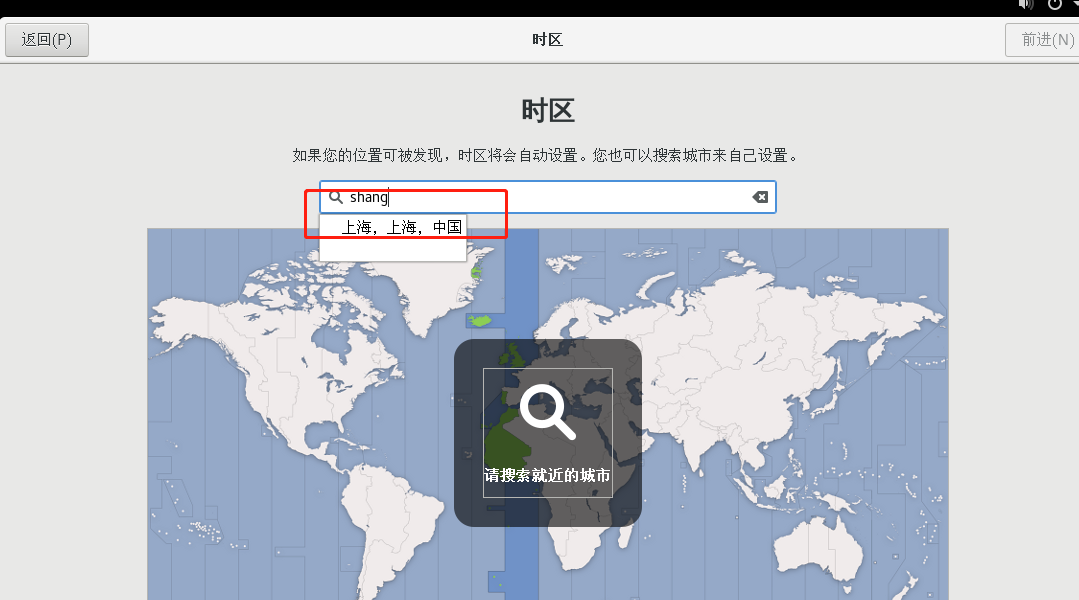 返回(P)
时区
前进(N)
时区
如果您的位置可被发现，时区将会自动设置。您也可以搜索城市来自己设置。
shang
上海，上海，中国
请搜索就近的城市